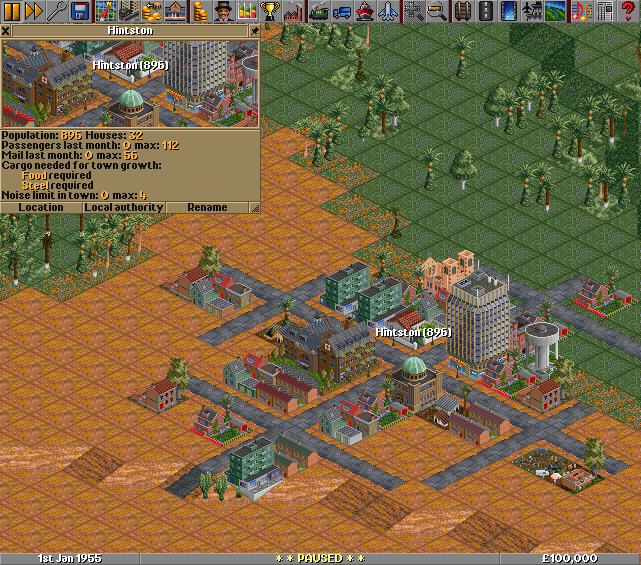 Hintston
Hintston (896)
Population: 896 Houses: 32
Passengers last month: 0 max: 112
Mail last month: 0 max: 56
Cargo needed for town growth:
Food required
Steel required
Noise limit in town: 0 max: 4
Location Local authority Rename
Hintston (896)
1st Jan 1955 * * PAUSED * * £100,000